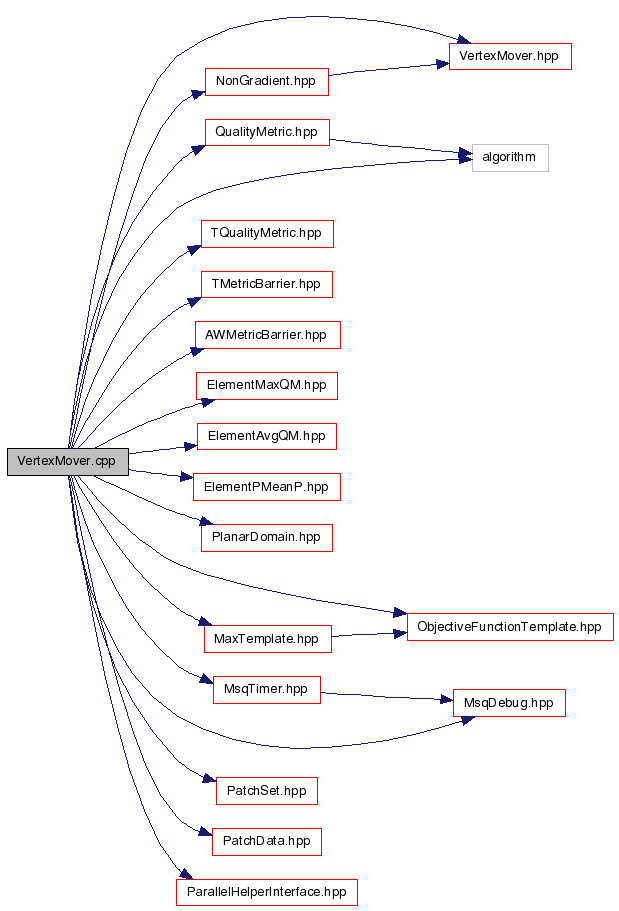 VertexMover.hpp
NonGradient.hpp
QualityMetric.hpp
algorithm
TQualityMetric.hpp
TMetricBarrier.hpp
AWMetricBarrier.hpp
ElementMaxQM.hpp
ElementAvgQM.hpp
VertexMover.cpp
ElementPMeanP.hpp
PlanarDomain.hpp
ObjectiveFunctionTemplate.hpp
MaxTemplate.hpp
MsqTimer.hpp
MsqDebug.hpp
PatchSet.hpp
PatchData.hpp
ParallelHelperInterface.hpp